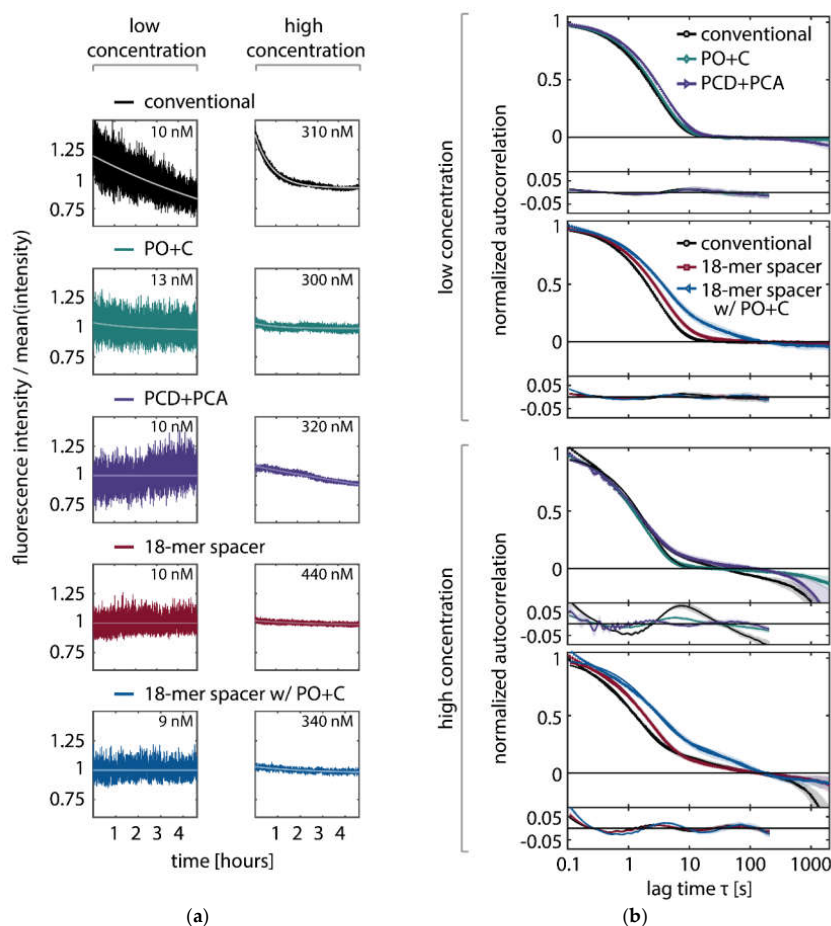 low
concentration
high
concentration
fluorescence intensity / mean(intensity)
conventional
10 nM
310 nM
1.25
1
0.75
PO+C
13 nM
300 nM
1.25
1
0.75
PCD+PCA
10 nM
320 nM
1.25
1
0.75
18-mer spacer
10 nM
440 nM
1.25
1
0.75
18-mer spacer w/ PO+C
9 nM
340 nM
1.25
1
0.75
1 2 3 4
1 2 3 4
time [hours]
(a)
low concentration
normalized autocorrelation
1
0.5
0
conventional
PO+C
PCD+PCA
0.05
-0.05
normalized autocorrelation
1
0.5
0
conventional
18-mer spacer
18-mer spacer
w/ PO+C
0.05
-0.05
high concentration
normalized autocorrelation
1
0.5
0
0.05
-0.05
normalized autocorrelation
1
0.5
0
0.05
-0.05
0.1 1 10 100 1000
lag time τ [s]
(b)